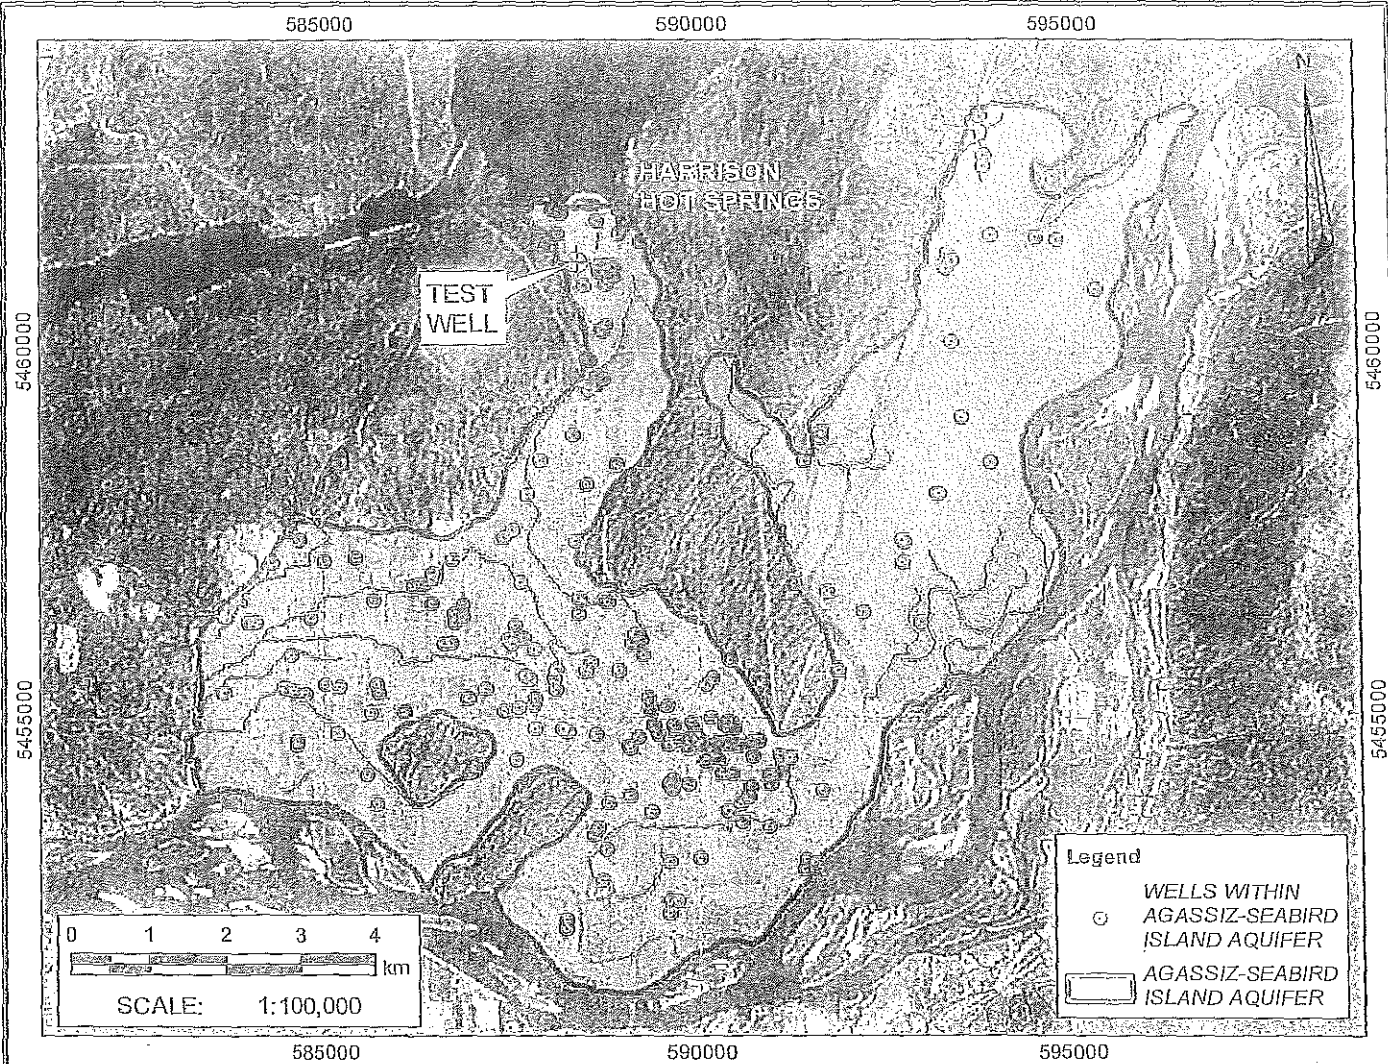 585000 590000 595000
N
HARRISON
HOT SPRINGS
TEST
WELL
5460000
5460000
5455000
5455000
Legend
WELLS WITHIN
AGASSIZ-SEABIRD
ISLAND AQUIFER
AGASSIZ-SEABIRD
ISLAND AQUIFER
0 1 2 3 4
km
SCALE: 1:100,000
585000 590000 595000